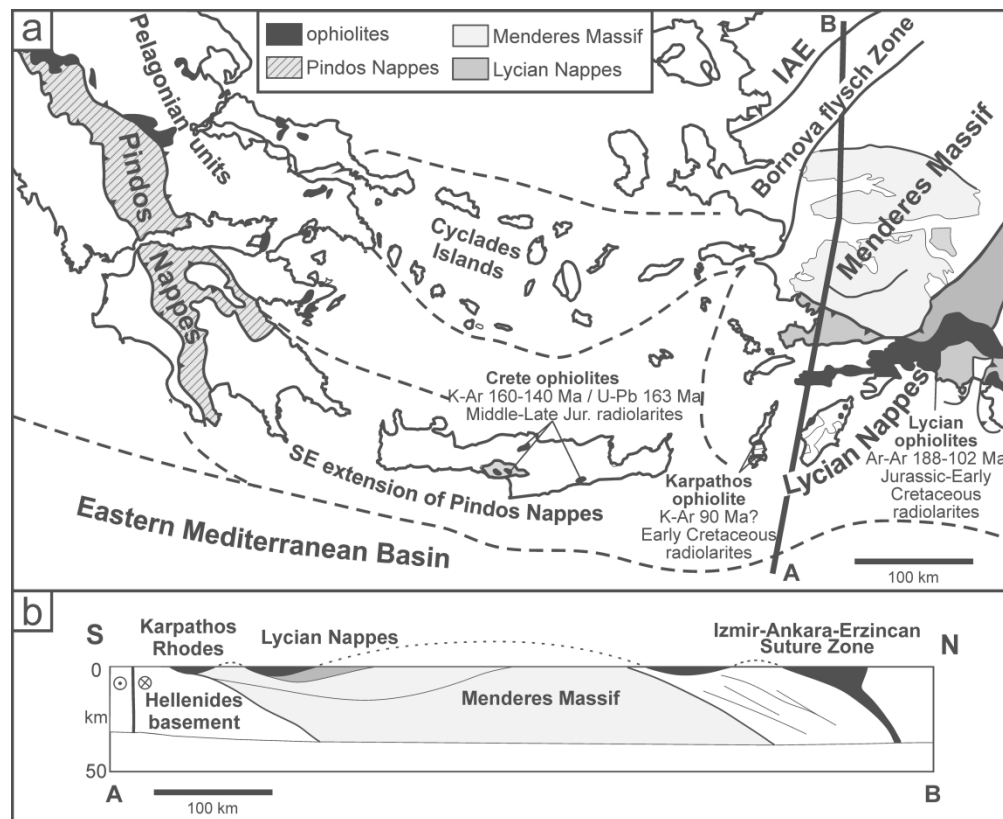 a
ophiolites
Pindos Nappes
Menderes Massif
Lycian Nappes
Pelagonian units
Pindos
Nappes
Cyclades
Islands
B
IAE
Bornova flysch Zone
Menderes Massif
Crete ophiolites
K-Ar 160-140 Ma / U-Pb 163 Ma
Middle-Late Jur. radiolarites
SE extension of Pindos Nappes
Eastern Mediterranean Basin
Karpathos
ophiolite
K-Ar 90 Ma?
Early Cretaceous
radiolarites
Lycian Nappes
Lycian
ophiolites
Ar-Ar 188-102 Ma
Jurassic-Early
Cretaceous
radiolarites
A
100 km
b
S
Karpathos
Rhodes
Lycian Nappes
Izmir-Ankara-Erzincan
Suture Zone
N
0
km
50
Hellenides
basement
Menderes Massif
A
B
100 km